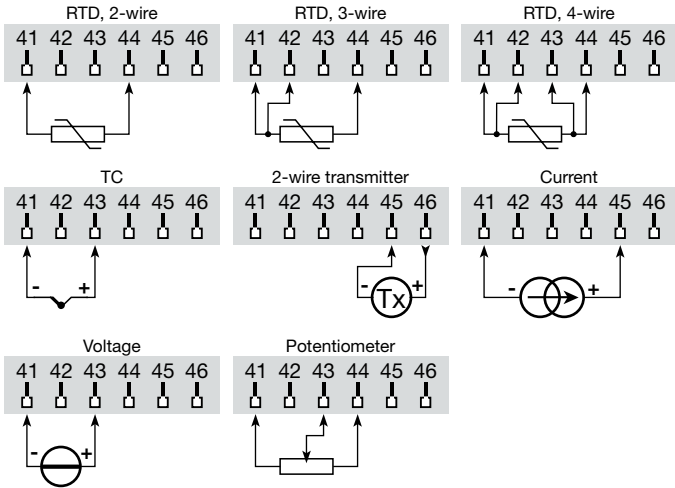 RTD, 2-wire
41 42 43 44 45 46
RTD, 3-wire
41 42 43 44 45 46
RTD, 4-wire
41 42 43 44 45 46
TC
41 42 43 44 45 46
- +
2-wire transmitter
41 42 43 44 45 46
- Tx +
Current
41 42 43 44 45 46
- +
Voltage
41 42 43 44 45 46
- +
Potentiometer
41 42 43 44 45 46